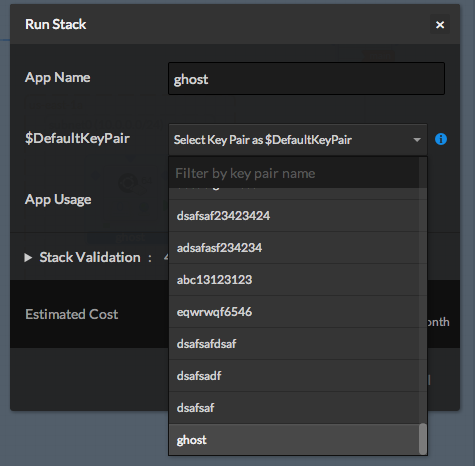 Run Stack ×
App Name
ghost
$DefaultKeyPair
Select Key Pair as $DefaultKeyPair
Filter by key pair name
App Usage
dsafsaf23423424
adsafasf234234
Stack Validation : 4
abc13123123
eqwrwqf6546
Estimated Cost
onth
dsafsafdsaf
dsafsadf
dsafsaf
ghost